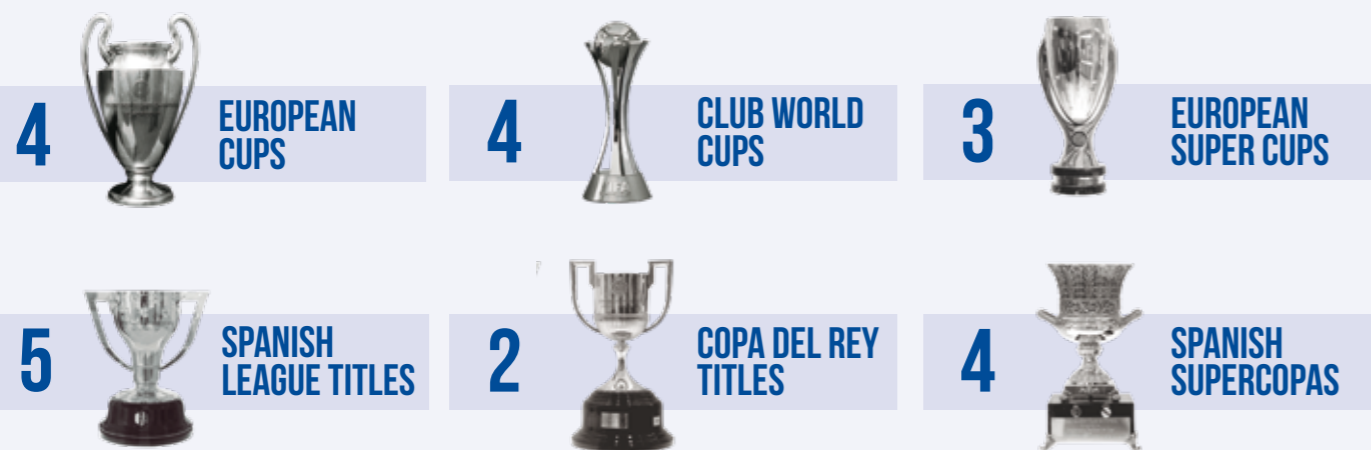 4
EUROPEAN
CUPS
4
CLUB WORLD
CUPS
3
EUROPEAN
SUPER CUPS
5
SPANISH
LEAGUE TITLES
2
COPA DEL REY
TITLES
4
SPANISH
SUPERCOPAS